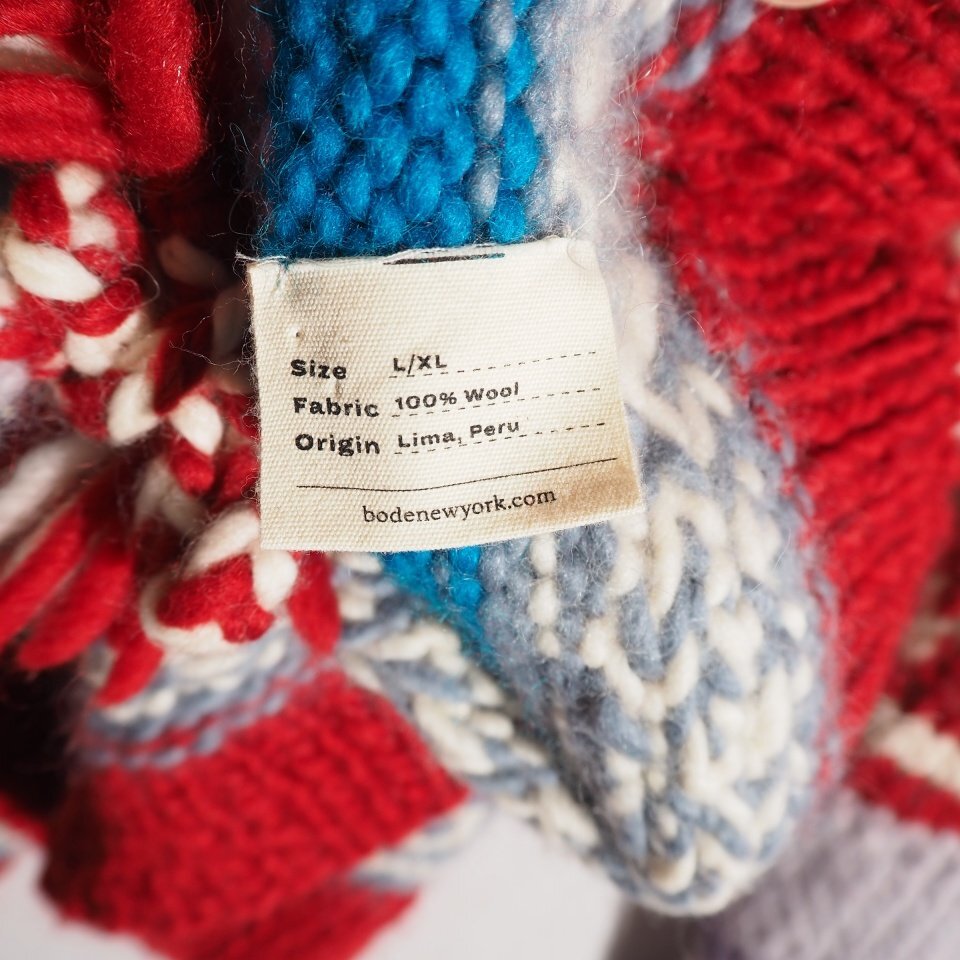 Size L/XL
Fabric 100% Wool
Origin Lima, Peru
bodenewyork.com